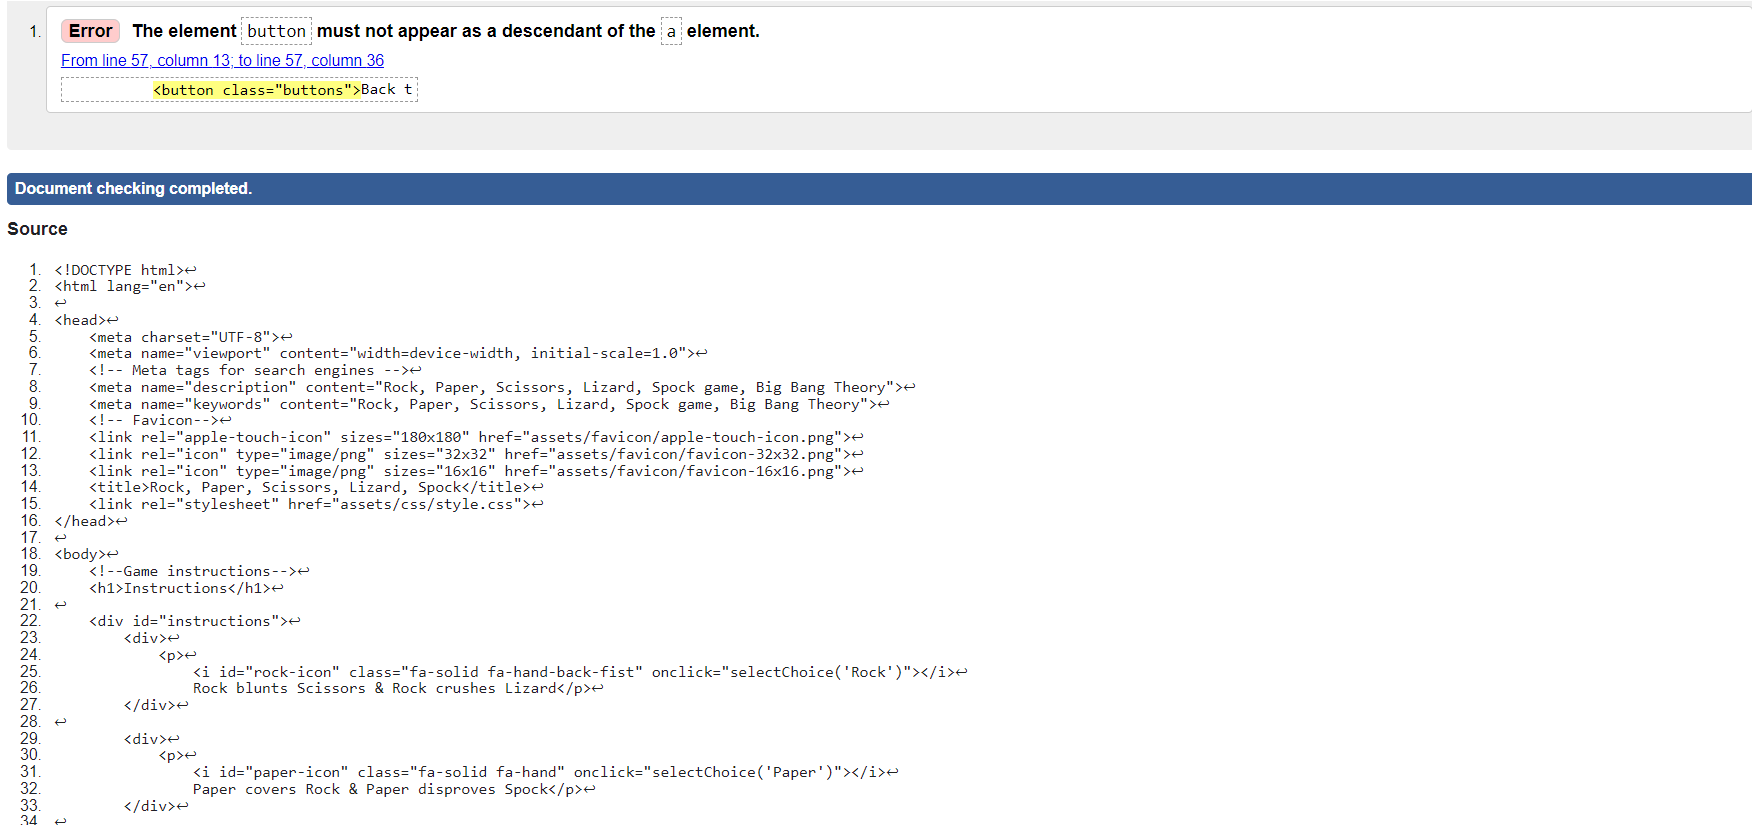 1. Error The element button must not appear as a descendant of the a element.
From line 57, column 13; to line 57, column 36
<button class="buttons">Back t
Document checking completed.
Source
1. <!DOCTYPE html>↩
2. <html lang="en">↩
3. ↩
4. <head>↩
5.     <meta charset="UTF-8">↩
6.     <meta name="viewport" content="width=device-width, initial-scale=1.0">↩
7.     <!-- Meta tags for search engines -->↩
8.     <meta name="description" content="Rock, Paper, Scissors, Lizard, Spock game, Big Bang Theory">↩
9.     <meta name="keywords" content="Rock, Paper, Scissors, Lizard, Spock game, Big Bang Theory">↩
10.     <!-- Favicon-->↩
11.     <link rel="apple-touch-icon" sizes="180x180" href="assets/favicon/apple-touch-icon.png">↩
12.     <link rel="icon" type="image/png" sizes="32x32" href="assets/favicon/favicon-32x32.png">↩
13.     <link rel="icon" type="image/png" sizes="16x16" href="assets/favicon/favicon-16x16.png">↩
14.     <title>Rock, Paper, Scissors, Lizard, Spock</title>↩
15.     <link rel="stylesheet" href="assets/css/style.css">↩
16. </head>↩
17. ↩
18. <body>↩
19.     <!--Game instructions-->↩
20.     <h1>Instructions</h1>↩
21. ↩
22.     <div id="instructions">↩
23.         <div>↩
24.             <p>↩
25.                 <i id="rock-icon" class="fa-solid fa-hand-back-fist" onclick="selectChoice('Rock')"></i>↩
26.                 Rock blunts Scissors & Rock crushes Lizard</p>↩
27.         </div>↩
28. ↩
29.         <div>↩
30.             <p>↩
31.                 <i id="paper-icon" class="fa-solid fa-hand" onclick="selectChoice('Paper')"></i>↩
32.                 Paper covers Rock & Paper disproves Spock</p>↩
33.         </div>↩
34. ↩